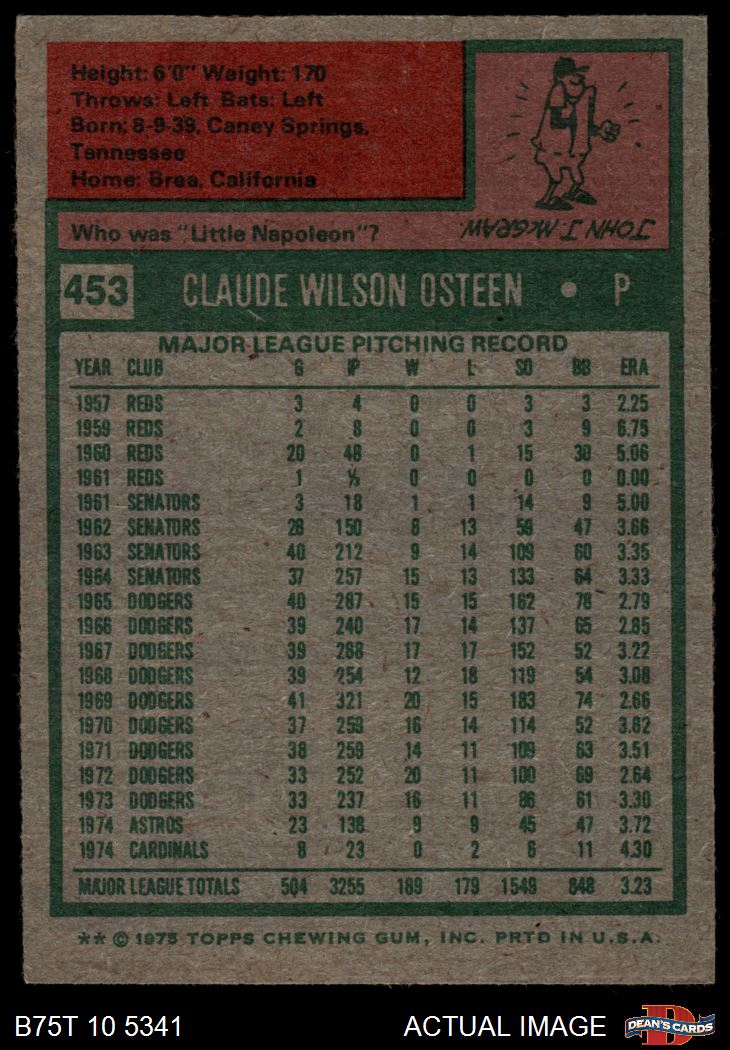 Height: 6'0" Weight: 170
Throws: Left Bats: Left
Born: 8-9-39, Caney Springs,
Tennessee
Home: Brea, California
Who was "Little Napoleon"?
JOHN J. McGRAW.
453 CLAUDE WILSON OSTEEN • P
MAJOR LEAGUE PITCHING RECORD
YEAR CLUB G IP W L SO BB ERA
1957 REDS 3 4 0 0 3 3 2.25
1959 REDS 2 8 0 0 3 9 6.75
1960 REDS 20 48 0 1 15 30 5.06
1961 REDS 1 ⅓ 0 0 0 0 0.00
1961 SENATORS 3 18 1 1 14 9 5.00
1962 SENATORS 28 150 8 13 59 47 3.66
1963 SENATORS 40 212 9 14 109 60 3.35
1964 SENATORS 37 257 15 13 133 64 3.33
1965 DODGERS 40 287 15 15 162 78 2.79
1966 DODGERS 39 240 17 14 137 65 2.85
1967 DODGERS 39 288 17 17 152 52 3.22
1968 DODGERS 39 254 12 18 119 54 3.08
1969 DODGERS 41 321 20 15 183 74 2.66
1970 DODGERS 37 259 16 14 114 52 3.82
1971 DODGERS 38 259 14 11 109 63 3.51
1972 DODGERS 33 252 20 11 100 69 2.64
1973 DODGERS 33 237 16 11 86 61 3.30
1974 ASTROS 23 138 9 9 45 47 3.72
1974 CARDINALS 8 23 0 2 6 11 4.30
MAJOR LEAGUE TOTALS 504 3255 189 179 1549 848 3.23
** © 1975 TOPPS CHEWING GUM, INC. PRTD IN U.S.A.
B75T 10 5341 ACTUAL IMAGE D DEAN'S CARDS